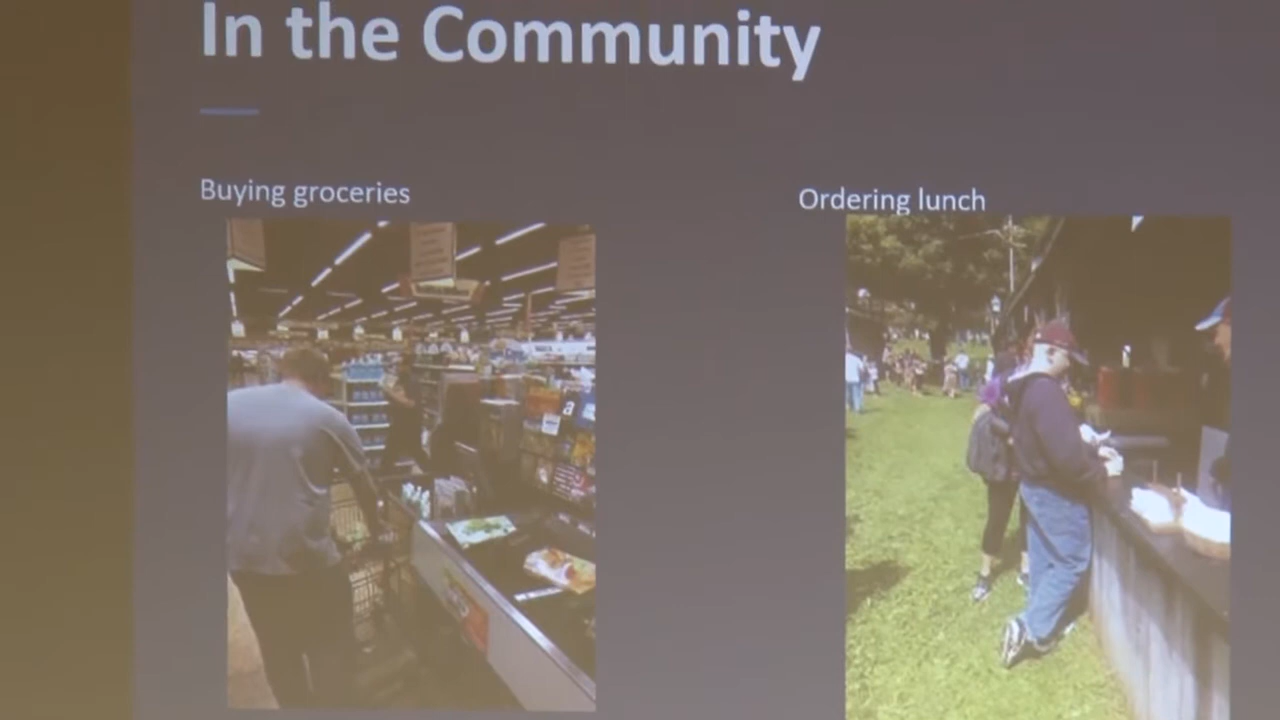 In the Community
Buying groceries
Ordering lunch
a